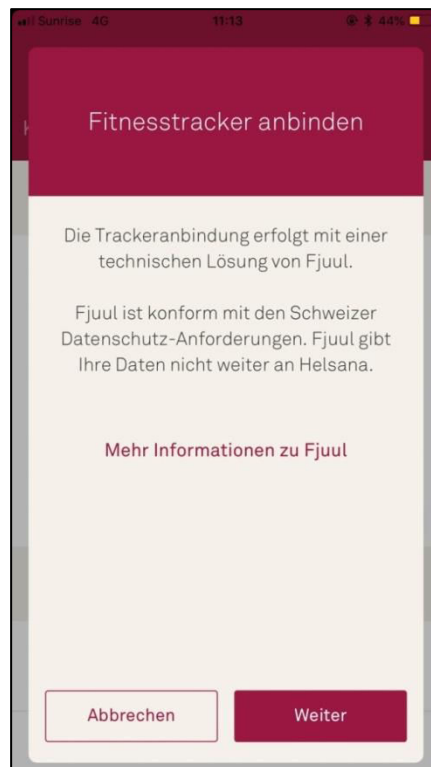 Sunrise 4G 11:13 44%
Fitnesstracker anbinden
Die Trackeranbindung erfolgt mit einer
technischen Lösung von Fjuul.
Fjuul ist konform mit den Schweizer
Datenschutz-Anforderungen. Fjuul gibt
Ihre Daten nicht weiter an Helsana.
Mehr Informationen zu Fjuul
Abbrechen Weiter